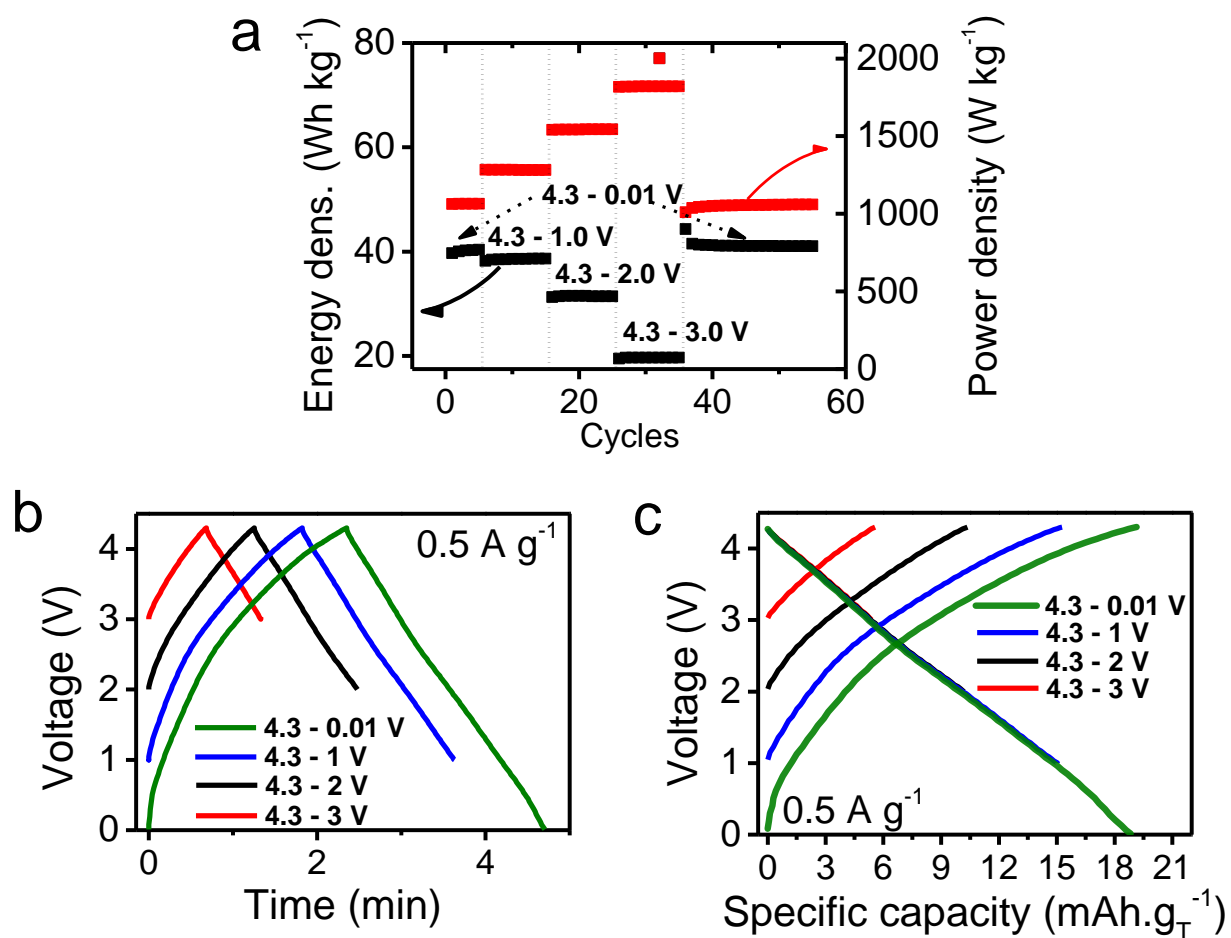 a
Energy dens. (Wh kg⁻¹)
80
60
40
20
4.3 - 0.01 V
4.3 - 1.0 V
4.3 - 2.0 V
4.3 - 3.0 V
2000
1500
1000
500
0
Power density (W kg⁻¹)
0 20 40 60
Cycles
b
Voltage (V)
4
3
2
1
0
0.5 A g⁻¹
4.3 - 0.01 V
4.3 - 1 V
4.3 - 2 V
4.3 - 3 V
0 2 4
Time (min)
c
Voltage (V)
4
3
2
1
0
4.3 - 0.01 V
4.3 - 1 V
4.3 - 2 V
4.3 - 3 V
0.5 A g⁻¹
0 3 6 9 12 15 18 21
Specific capacity (mAh.g_T⁻¹)